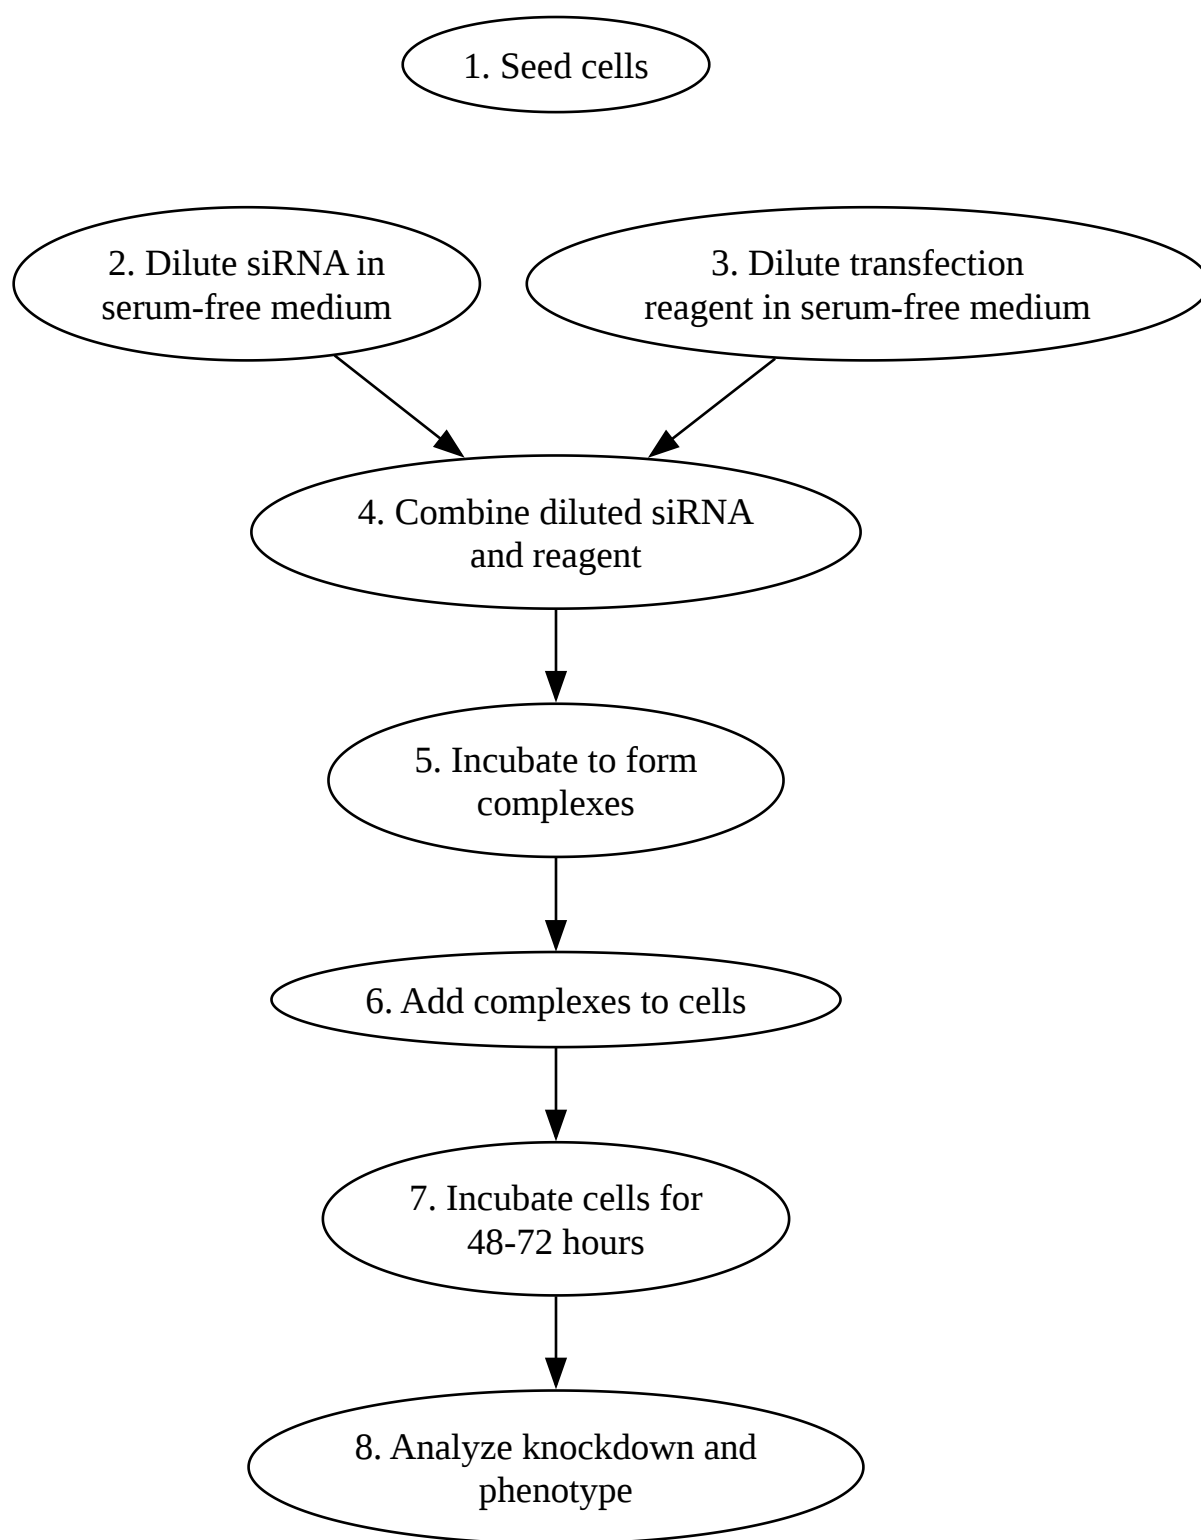 1. Seed cells
2. Dilute siRNA in
serum-free medium
3. Dilute transfection
reagent in serum-free medium
4. Combine diluted siRNA
and reagent
5. Incubate to form
complexes
6. Add complexes to cells
7. Incubate cells for
48-72 hours
8. Analyze knockdown and
phenotype